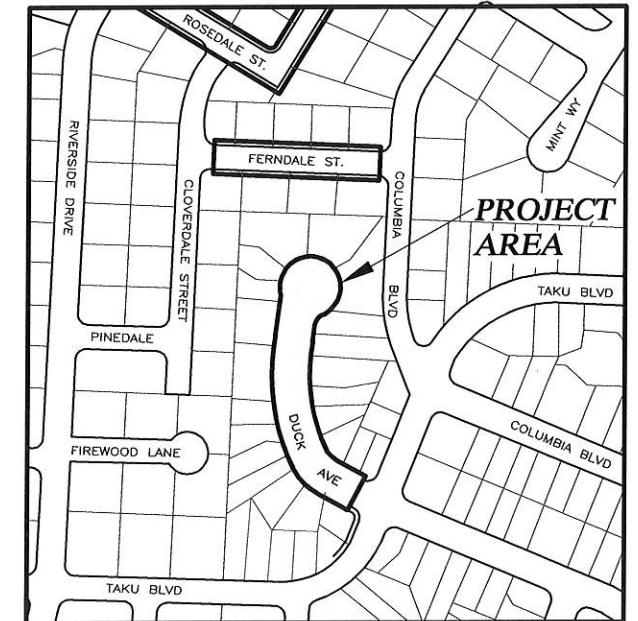 ROSEDALE ST.
MINT WY
RIVERSIDE DRIVE
FERNDALE ST.
CLOVERDALE STREET
COLUMBIA BLVD
PROJECT
AREA
TAKU BLVD
PINEDALE
DUCK AVE
COLUMBIA BLVD
FIREWOOD LANE
TAKU BLVD